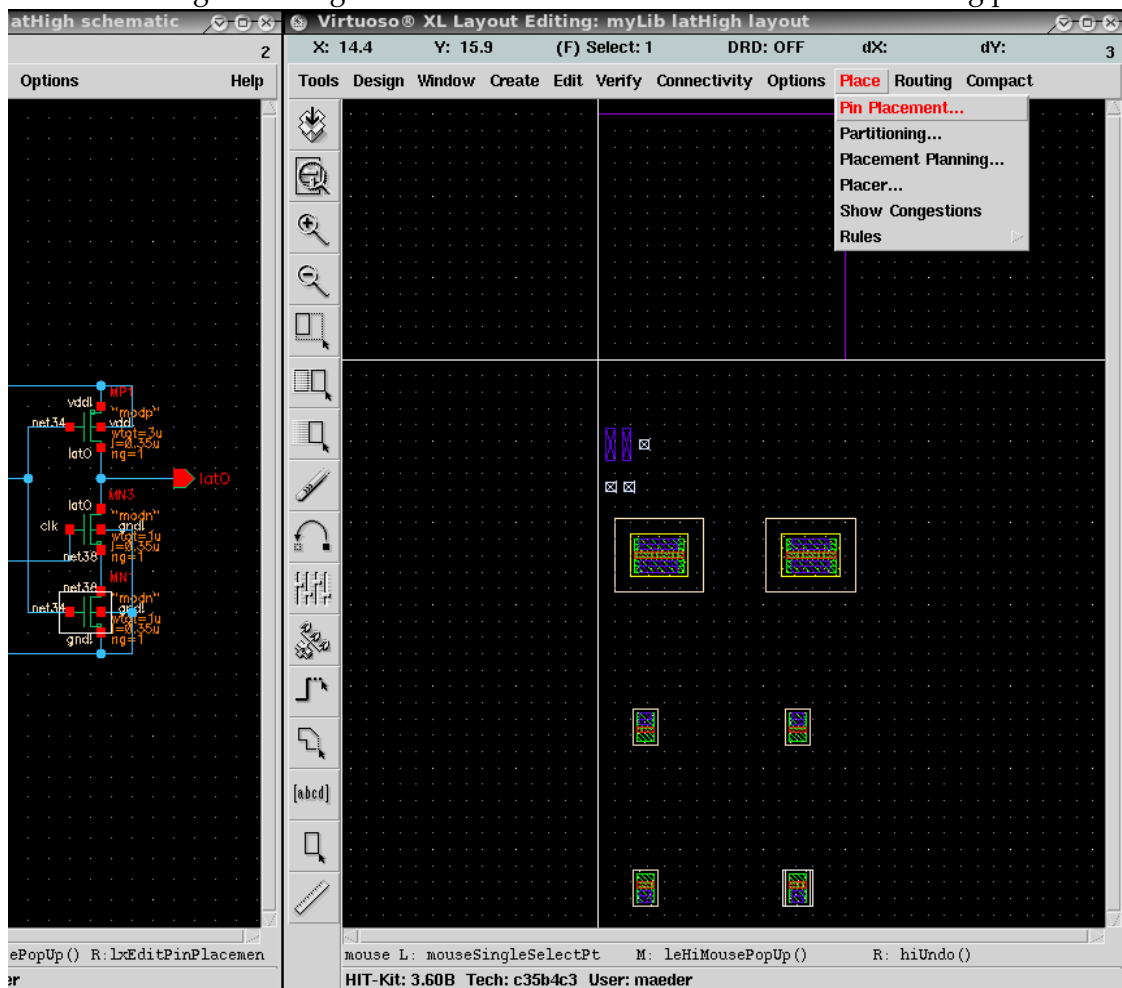 latHigh schematic
2
Options Help
vdd!
MP1
"modp"
net34
vdd!
wtot=3u
l=0.35u
lat0
ng=1
lat0
MN3
lat0
"modn"
clk
gnd!
wtot=1u
l=0.35u
net38
ng=1
net38
MN1
"modn"
net34
gnd!
wtot=1u
l=0.35u
gnd!
ng=1
ePopUp() R:lxEditPinPlacemen
er
Virtuoso® XL Layout Editing: myLib latHigh layout
X: 14.4 Y: 15.9 (F) Select: 1 DRD: OFF dX: dY: 3
Tools Design Window Create Edit Verify Connectivity Options Place Routing Compact
Pin Placement...
Partitioning...
Placement Planning...
Placer...
Show Congestions
Rules
[abcd]
mouse L: mouseSingleSelectPt M: leHiMousePopUp() R: hiUndo()
HIT-Kit: 3.60B Tech: c35b4c3 User: maeder